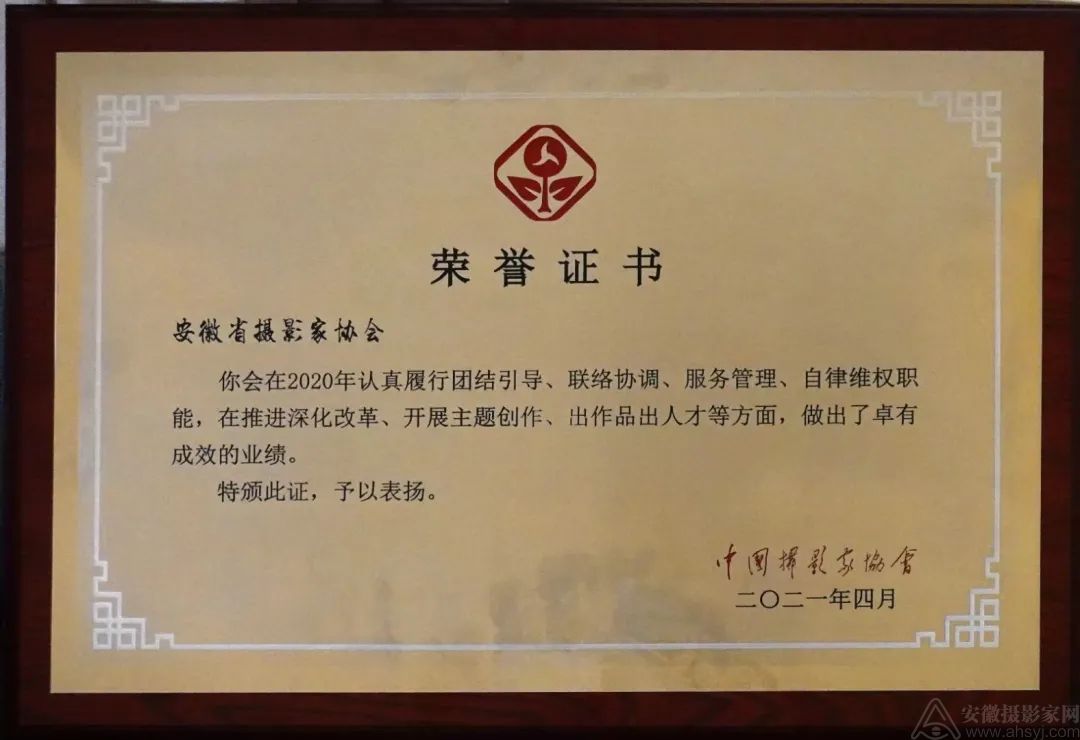 荣誉证书
安徽省摄影家协会
你会在2020年认真履行团结引导、联络协调、服务管理、自律维权职
能，在推进深化改革、开展主题创作、出作品出人才等方面，做出了卓有
成效的业绩。
特颁此证，予以表扬。
中国摄影家協會
二〇二一年四月
安徽摄影家网
www.ahsyj.com